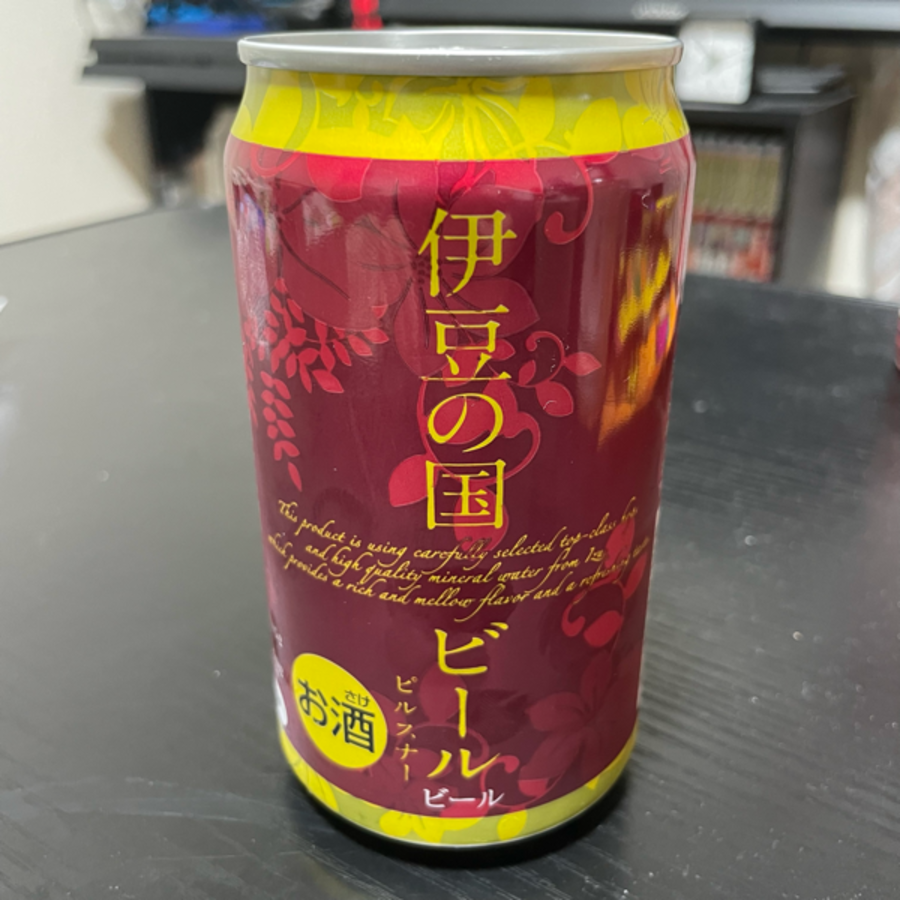 伊豆の国
This product is using carefully selected top-class hops
and high quality mineral water from Izu
which provides a rich and mellow flavor and a refreshing
ビール
ピルスナー
お酒
さけ
ビール